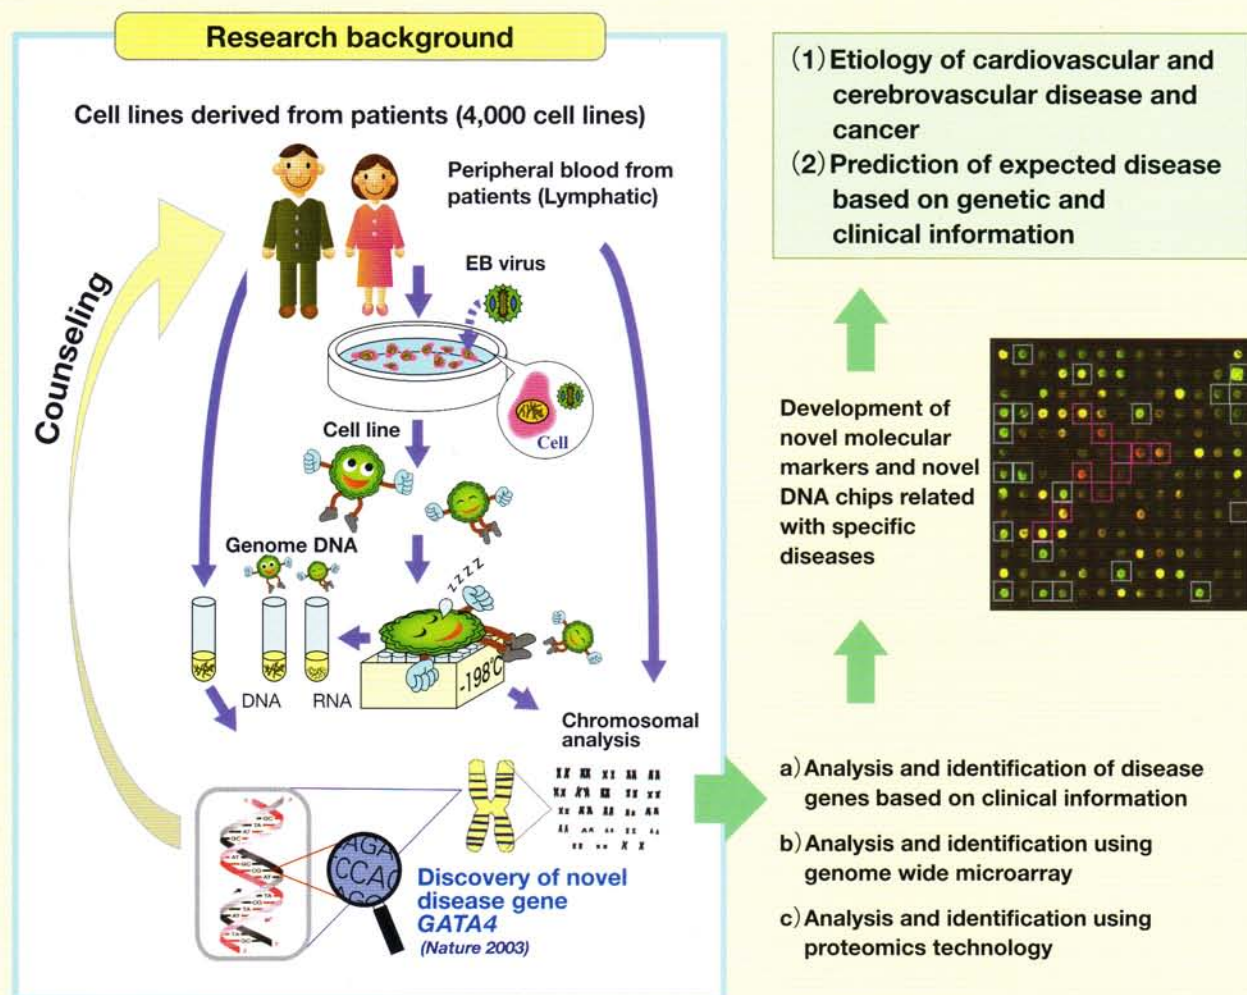 Research background
Cell lines derived from patients (4,000 cell lines)
Peripheral blood from
patients (Lymphatic)
EB virus
Counseling
Cell
Cell line
Genome DNA
zzzz
-198°C
DNA
RNA
Chromosomal
analysis
AGA
CCAC
Discovery of novel
disease gene
GATA4
(Nature 2003)
(1) Etiology of cardiovascular and
cerebrovascular disease and
cancer
(2) Prediction of expected disease
based on genetic and
clinical information
Development of
novel molecular
markers and novel
DNA chips related
with specific
diseases
a) Analysis and identification of disease
genes based on clinical information
b) Analysis and identification using
genome wide microarray
c) Analysis and identification using
proteomics technology